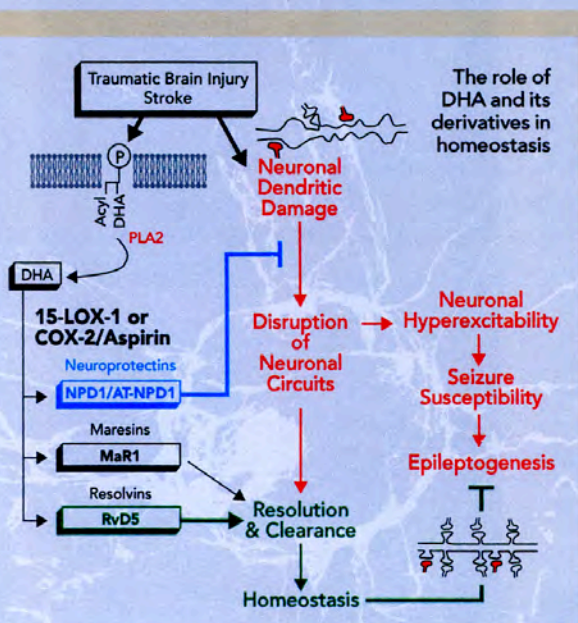 Traumatic Brain Injury
Stroke
The role of
DHA and its
derivatives in
homeostasis
P
Acyl
DHA
PLA2
Neuronal
Dendritic
Damage
DHA
15-LOX-1 or
COX-2/Aspirin
Neuroprotectins
NPD1/AT-NPD1
Maresins
MaR1
Resolvins
RvD5
Disruption
of
Neuronal
Circuits
Neuronal
Hyperexcitability
Seizure
Susceptibility
Epileptogenesis
Resolution
& Clearance
Homeostasis